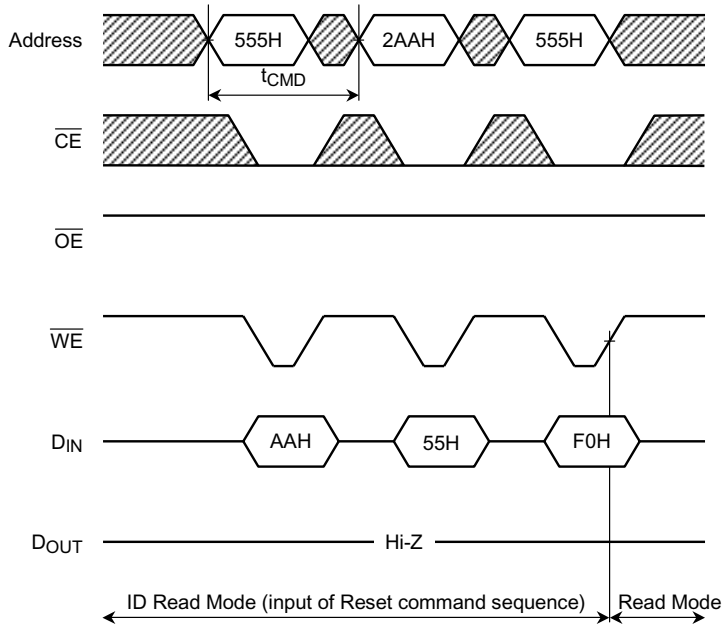 Address 555H 2AAH 555H
tCMD
CE
OE
WE
DIN AAH 55H F0H
DOUT Hi-Z
ID Read Mode (input of Reset command sequence) Read Mode